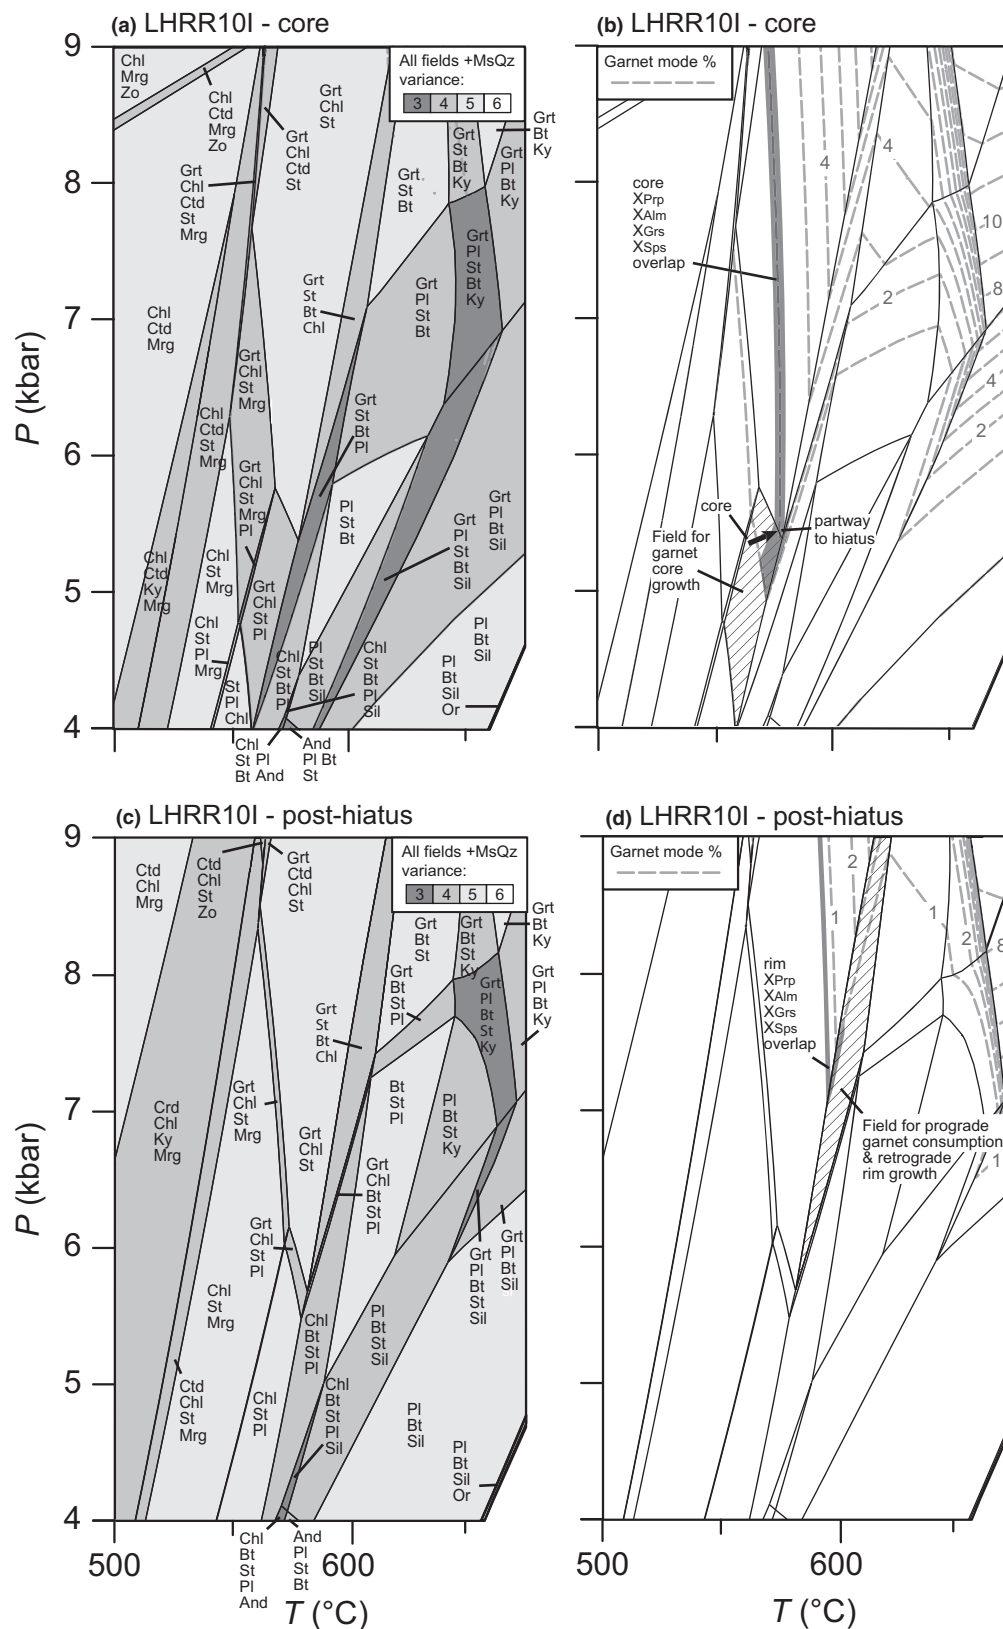 (a) LHRR10I - core
9
8
7
6
5
4
P (kbar)
All fields +MsQz
variance:
3 4 5 6
Chl
Mrg
Zo
Chl
Ctd
Mrg
Zo
Grt
Chl
Ctd
St
Grt
Chl
St
Grt
Chl
Ctd
St
Mrg
Grt
St
Bt
Grt
St
Bt
Ky
Grt
Bt
Ky
Grt
Pl
Bt
Ky
Grt
Pl
St
Bt
Ky
Grt
Pl
St
Bt
Grt
St
Bt
Chl
Chl
Ctd
Mrg
Grt
Chl
St
Mrg
Chl
Ctd
St
Mrg
Grt
Chl
St
Mrg
Pl
Grt
St
Bt
Pl
Pl
St
Bt
Grt
Pl
St
Bt
Sil
Grt
Pl
Bt
Sil
Chl
Ctd
Ky
Mrg
Chl
St
Mrg
Grt
Chl
St
Pl
Chl
St
Pl
Mrg
St
Pl
Chl
Chl
St
Bt
Pl
Pl
St
Bt
Sil
Chl
St
Bt
Pl
Sil
Pl
Bt
Sil
Pl
Bt
Sil
Or
Chl
St
Bt
Pl
And
And
Pl Bt
St
(b) LHRR10I - core
Garnet mode %
core
XPrp
XAlm
XGrs
XSps
overlap
4
4
2
10
8
4
2
core
Field for
garnet
core
growth
partway
to hiatus
(c) LHRR10I - post-hiatus
9
8
7
6
5
4
P (kbar)
500
600
T (°C)
All fields +MsQz
variance:
3 4 5 6
Ctd
Chl
Mrg
Ctd
Chl
St
Zo
Grt
Ctd
Chl
St
Grt
Bt
St
Grt
Bt
St
Ky
Grt
Bt
Ky
Grt
Bt
St
Pl
Grt
Pl
Bt
St
Ky
Grt
Pl
Bt
Ky
Grt
St
Bt
Chl
Crd
Chl
Ky
Mrg
Grt
Chl
St
Mrg
Grt
Chl
St
Bt
St
Pl
Pl
Bt
St
Ky
Grt
Chl
Bt
St
Pl
Grt
Chl
St
Pl
Grt
Pl
Bt
St
Sil
Grt
Pl
Bt
Sil
Chl
St
Mrg
Chl
Bt
St
Pl
Pl
Bt
St
Sil
Ctd
Chl
St
Mrg
Chl
St
Pl
Chl
Bt
St
Pl
Sil
Pl
Bt
Sil
Pl
Bt
Sil
Or
Chl
Bt
St
Pl
And
And
Pl
St
Bt
(d) LHRR10I - post-hiatus
Garnet mode %
2
1
1
2
8
rim
XPrp
XAlm
XGrs
XSps
overlap
Field for prograde
garnet consumption
& retrograde
rim growth
1
500
600
T (°C)